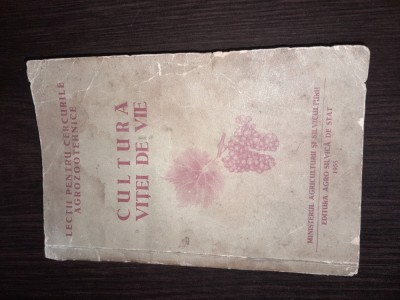 LECȚII PENTRU CERCURILE
AGROZOOTEHNICE
CULTURA
VIȚEI DE VIE
MINISTERUL AGRICULTURII ȘI SILVICULTURII
EDITURA AGRO-SILVICĂ DE STAT